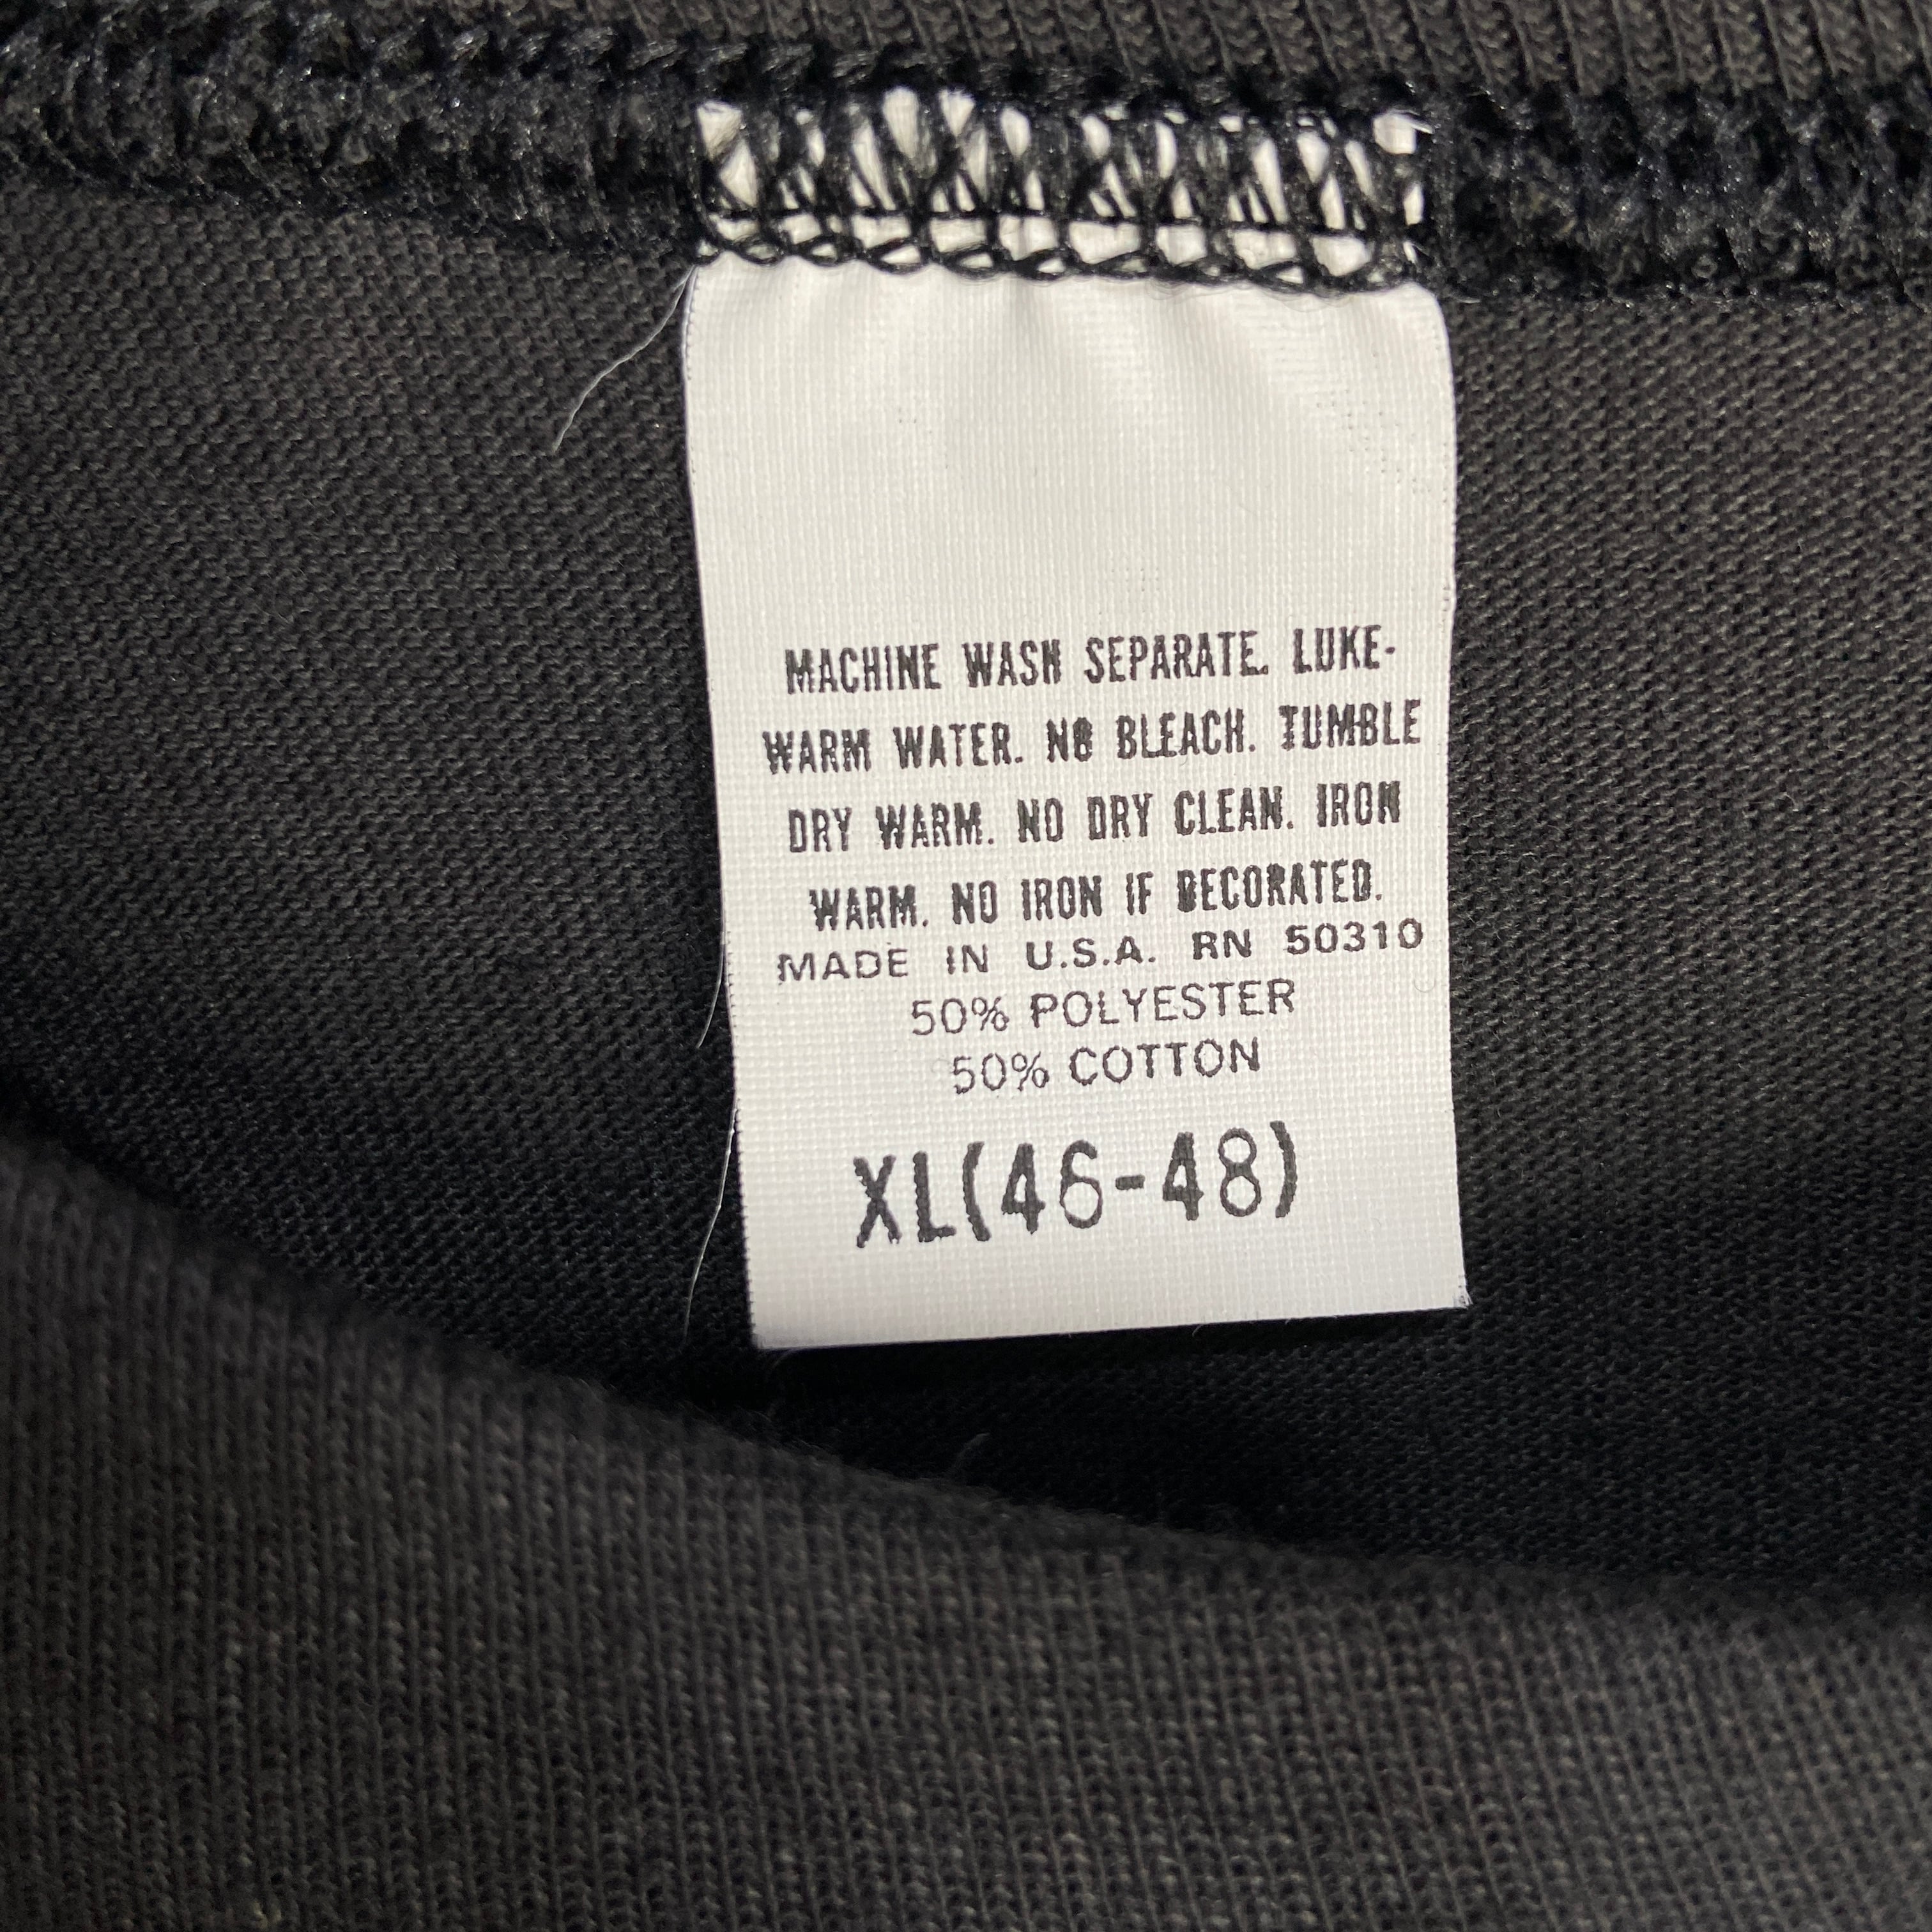 MACHINE WASH SEPARATE. LUKE-
WARM WATER. NO BLEACH. TUMBLE
DRY WARM. NO DRY CLEAN. IRON
WARM. NO IRON IF DECORATED.
MADE IN U.S.A. RN 50310
50% POLYESTER
50% COTTON
XL(46-48)